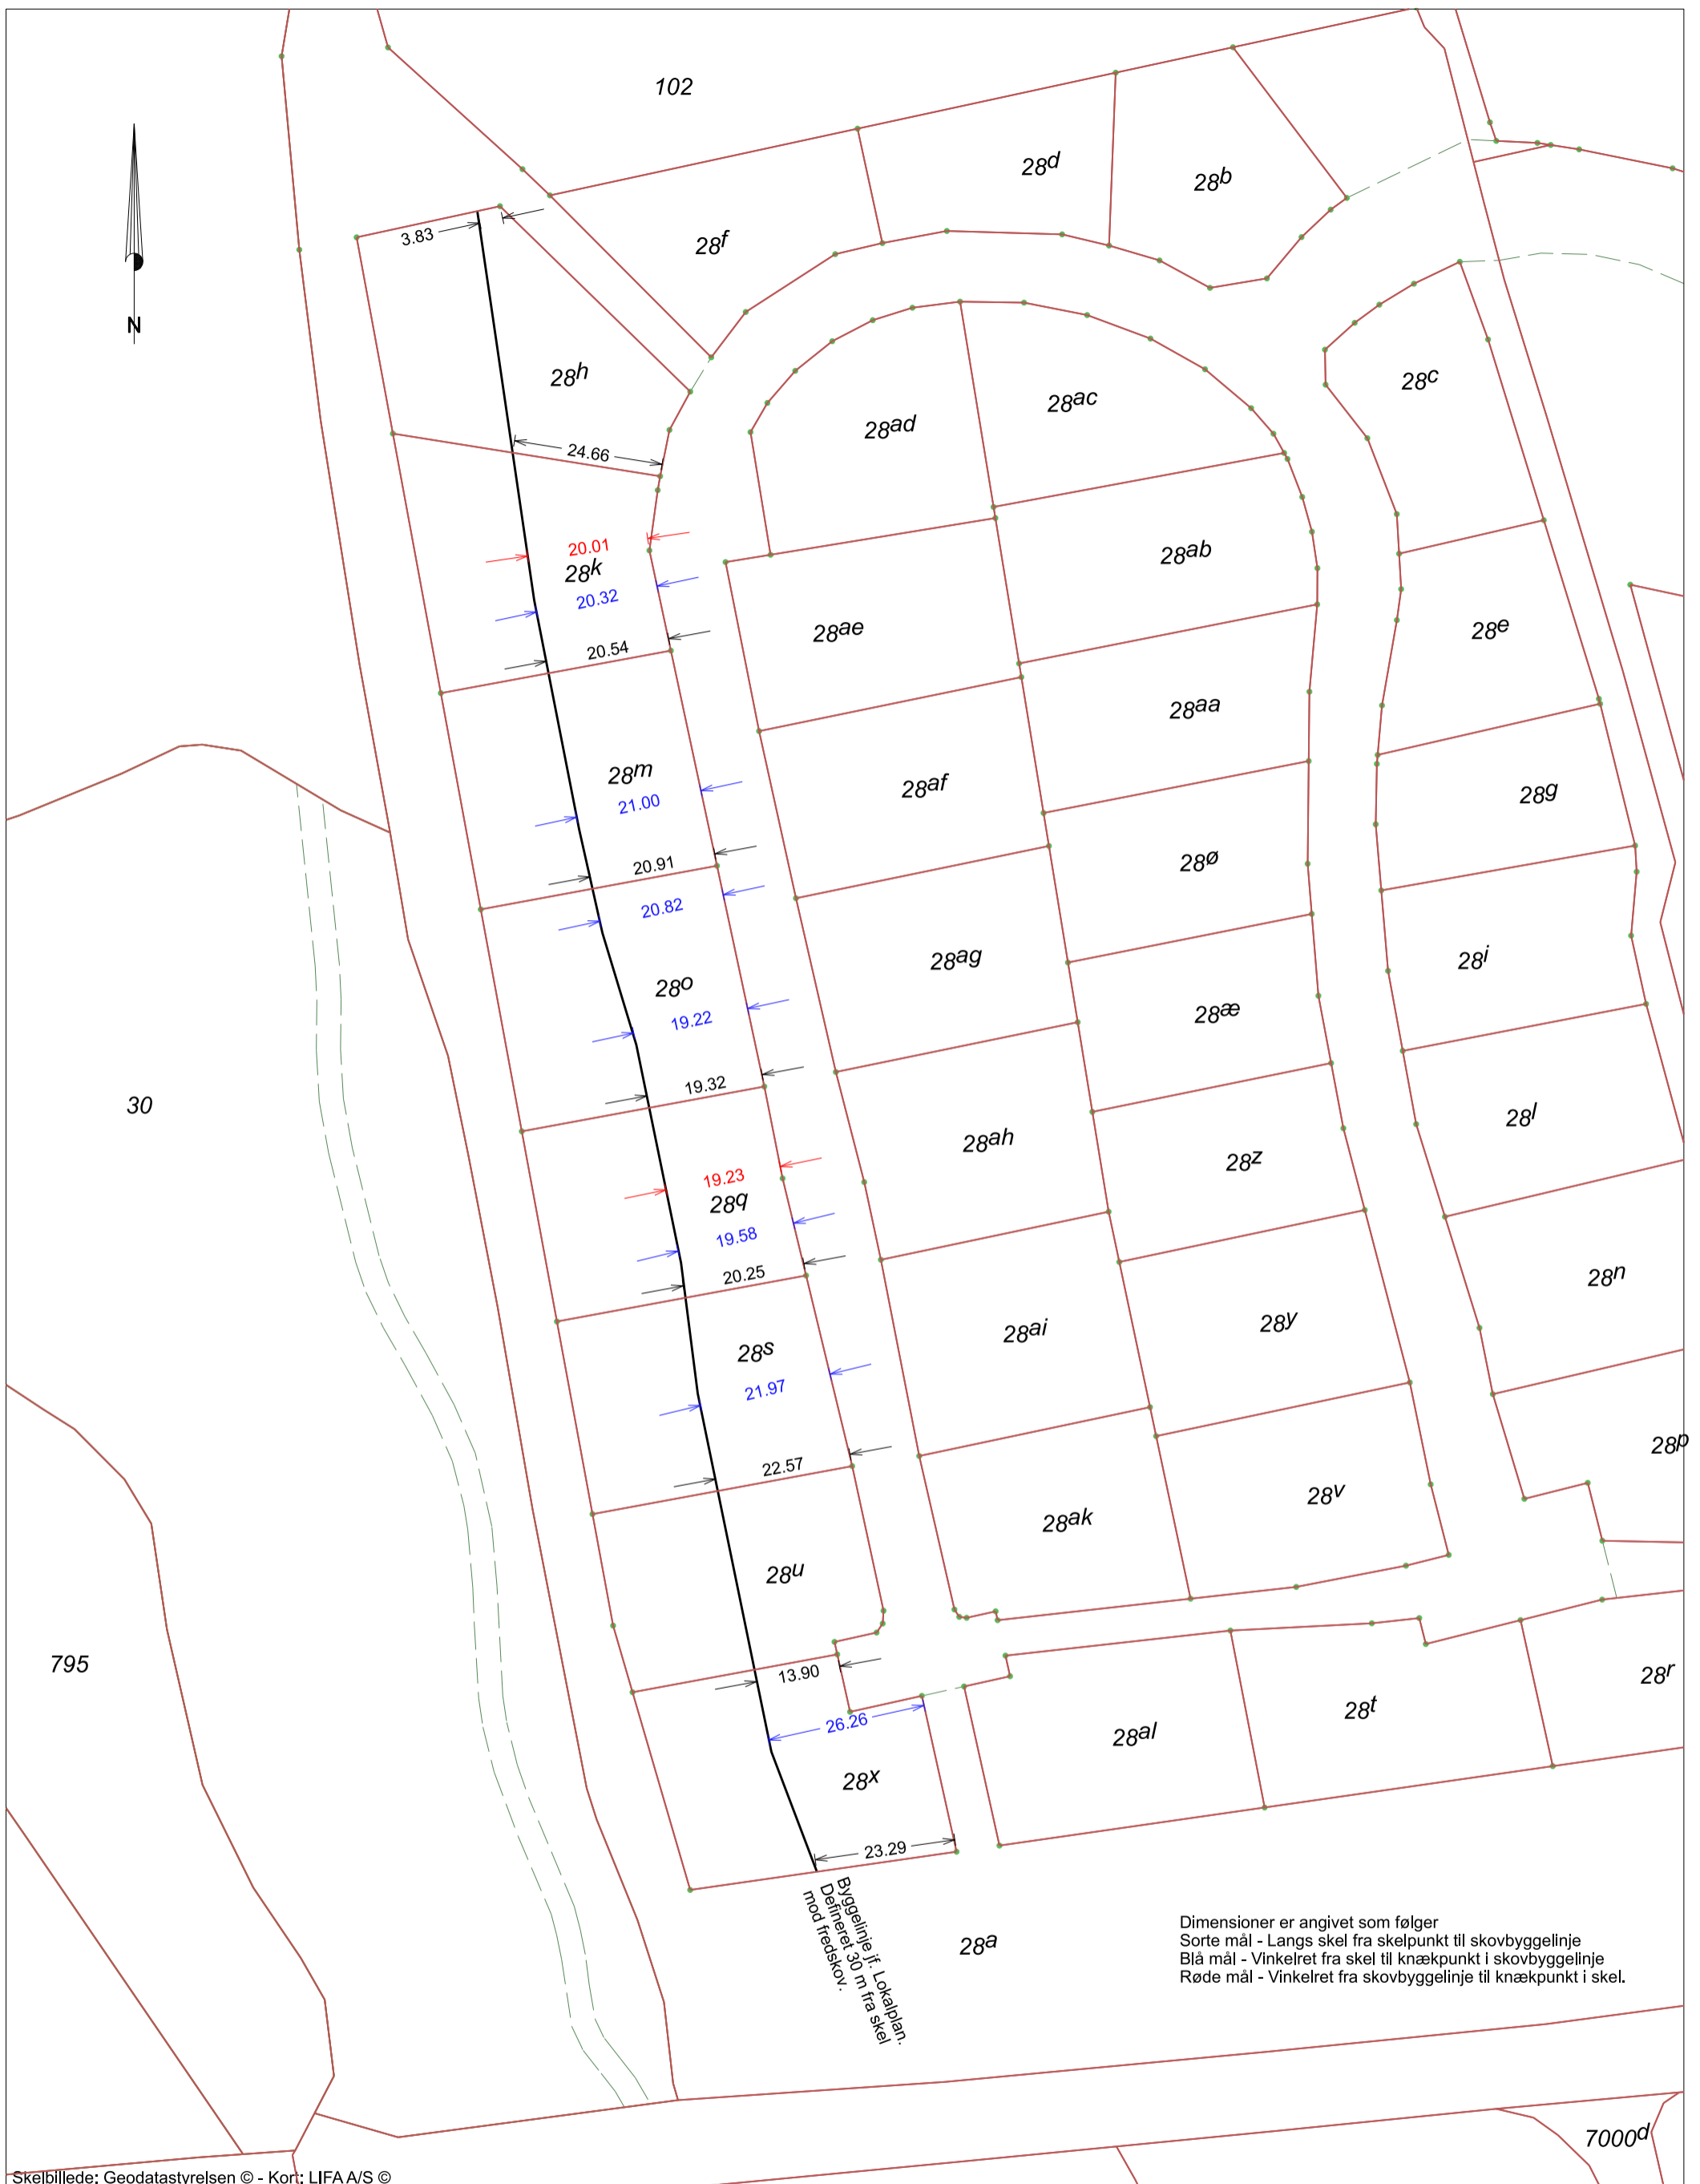 102
28d
28b
28f
3.83
N
28h
28c
28ac
28ad
24.66
20.01
28k
20.32
28ab
20.54
28ae
28e
28aa
28m
21.00
28af
28g
20.91
28ø
20.82
28o
28ag
28i
19.22
28æ
19.32
30
28ah
28l
28z
19.23
28q
19.58
20.25
28n
28ai
28y
28s
21.97
28p
22.57
28v
28ak
28u
795
13.90
28r
28t
28al
26.26
28x
23.29
Byggelinje jf. Lokalplan.
Defineret 30 m fra skel
mod fredskov.
28a
Dimensioner er angivet som følger
Sorte mål - Langs skel fra skelpunkt til skovbyggelinje
Blå mål - Vinkelret fra skel til knækpunkt i skovbyggelinje
Røde mål - Vinkelret fra skovbyggelinje til knækpunkt i skel.
7000d
Skelbillede: Geodatastyrelsen © - Kort: LIFA A/S ©